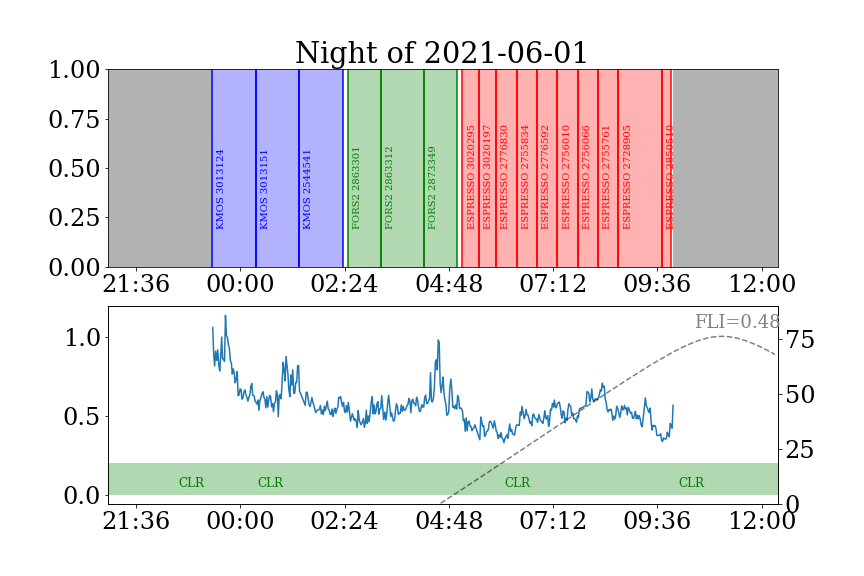 Night of 2021-06-01
1.00
0.75
0.50
0.25
0.00
KMOS 3013124
KMOS 3013151
KMOS 2544541
FORS2 2863301
FORS2 2863312
FORS2 2873349
ESPRESSO 3020295
ESPRESSO 3020197
ESPRESSO 2776830
ESPRESSO 2755834
ESPRESSO 2776592
ESPRESSO 2756010
ESPRESSO 2756066
ESPRESSO 2755761
ESPRESSO 2728905
ESPRESSO 2850510
21:36 00:00 02:24 04:48 07:12 09:36 12:00
FLI=0.48
1.0
0.5
0.0
75
50
25
0
CLR CLR CLR CLR
21:36 00:00 02:24 04:48 07:12 09:36 12:00